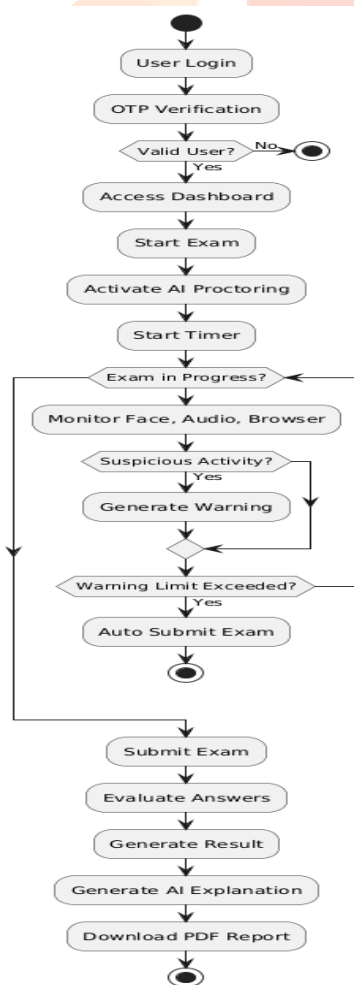 User Login
OTP Verification
Valid User?
No
Yes
Access Dashboard
Start Exam
Activate AI Proctoring
Start Timer
Exam in Progress?
Monitor Face, Audio, Browser
Suspicious Activity?
Yes
Generate Warning
Warning Limit Exceeded?
Yes
Auto Submit Exam
Submit Exam
Evaluate Answers
Generate Result
Generate AI Explanation
Download PDF Report